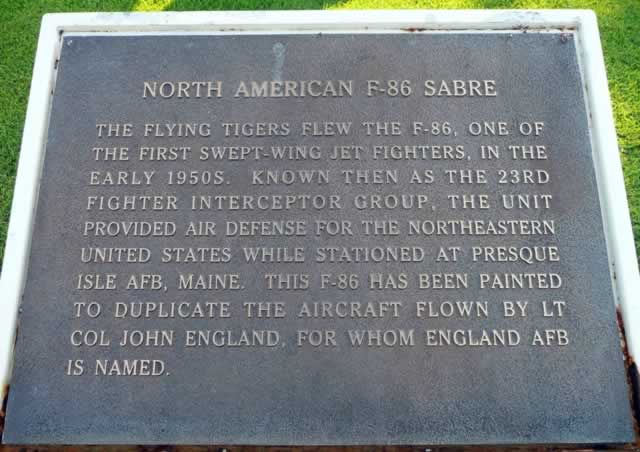 NORTH AMERICAN F-86 SABRE
THE FLYING TIGERS FLEW THE F-86, ONE OF
THE FIRST SWEPT-WING JET FIGHTERS, IN THE
EARLY 1950S. KNOWN THEN AS THE 23RD
FIGHTER INTERCEPTOR GROUP, THE UNIT
PROVIDED AIR DEFENSE FOR THE NORTHEASTERN
UNITED STATES WHILE STATIONED AT PRESQUE
ISLE AFB, MAINE. THIS F-86 HAS BEEN PAINTED
TO DUPLICATE THE AIRCRAFT FLOWN BY LT
COL JOHN ENGLAND, FOR WHOM ENGLAND AFB
IS NAMED.